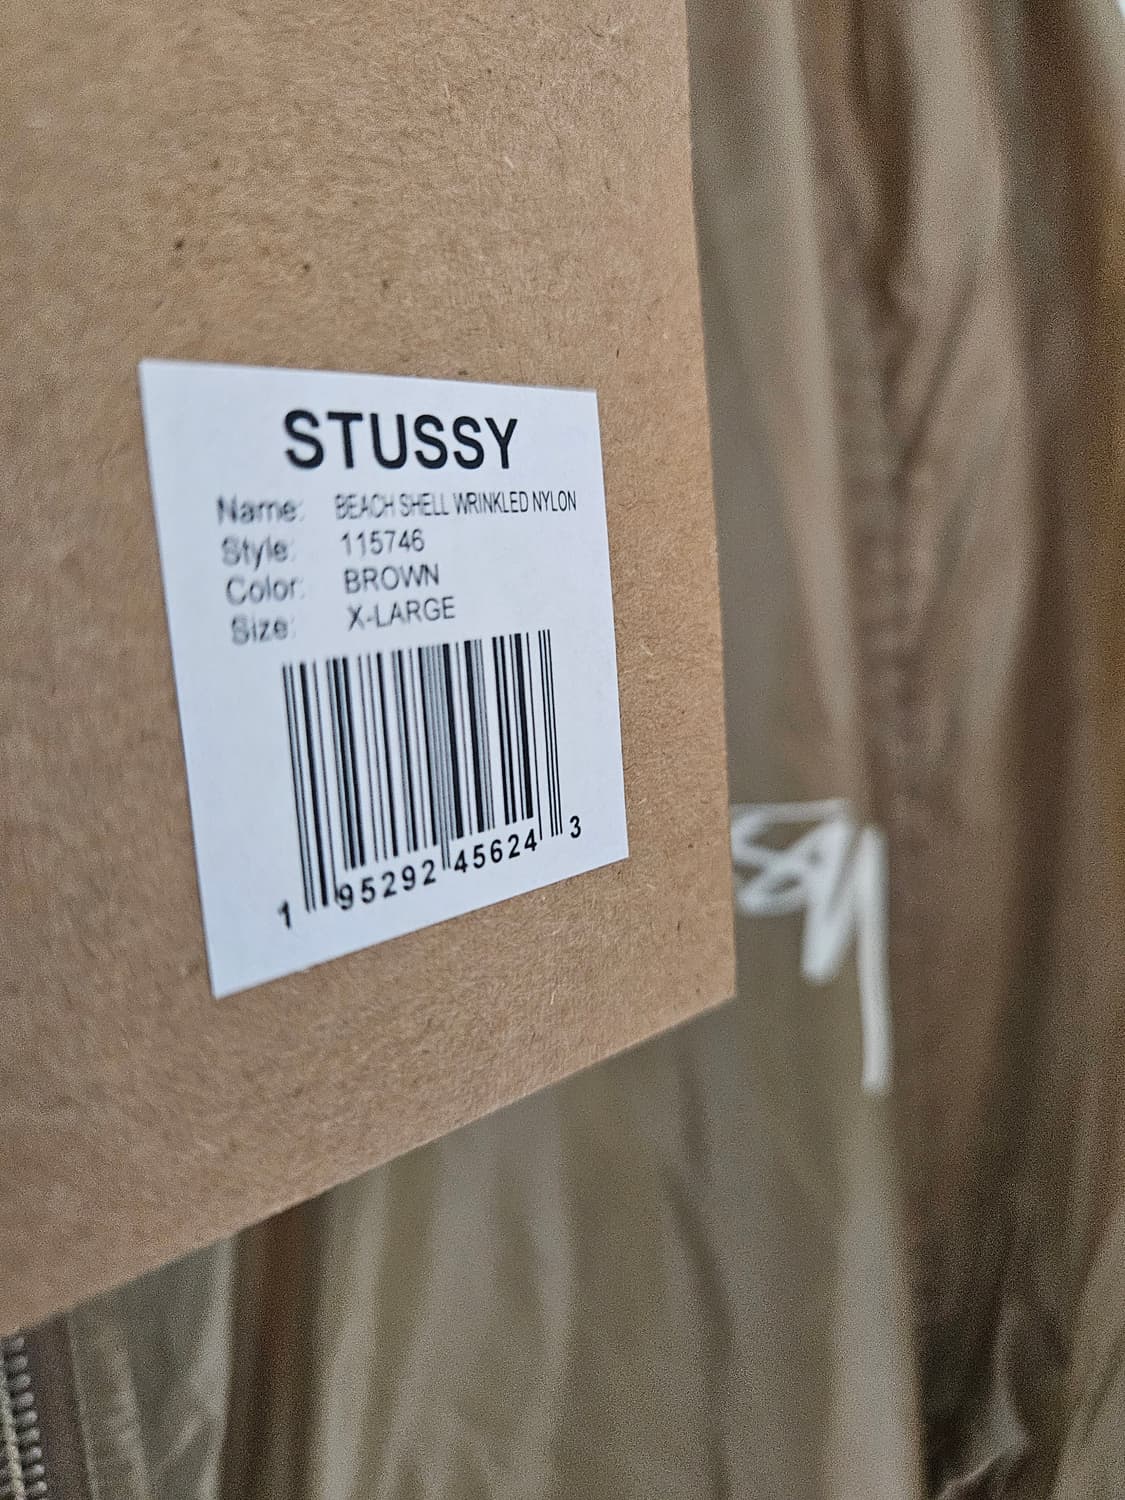 STUSSY
Name: BEACH SHELL WRINKLED NYLON
Style: 115746
Color: BROWN
Size: X-LARGE
1 95292 45624 3